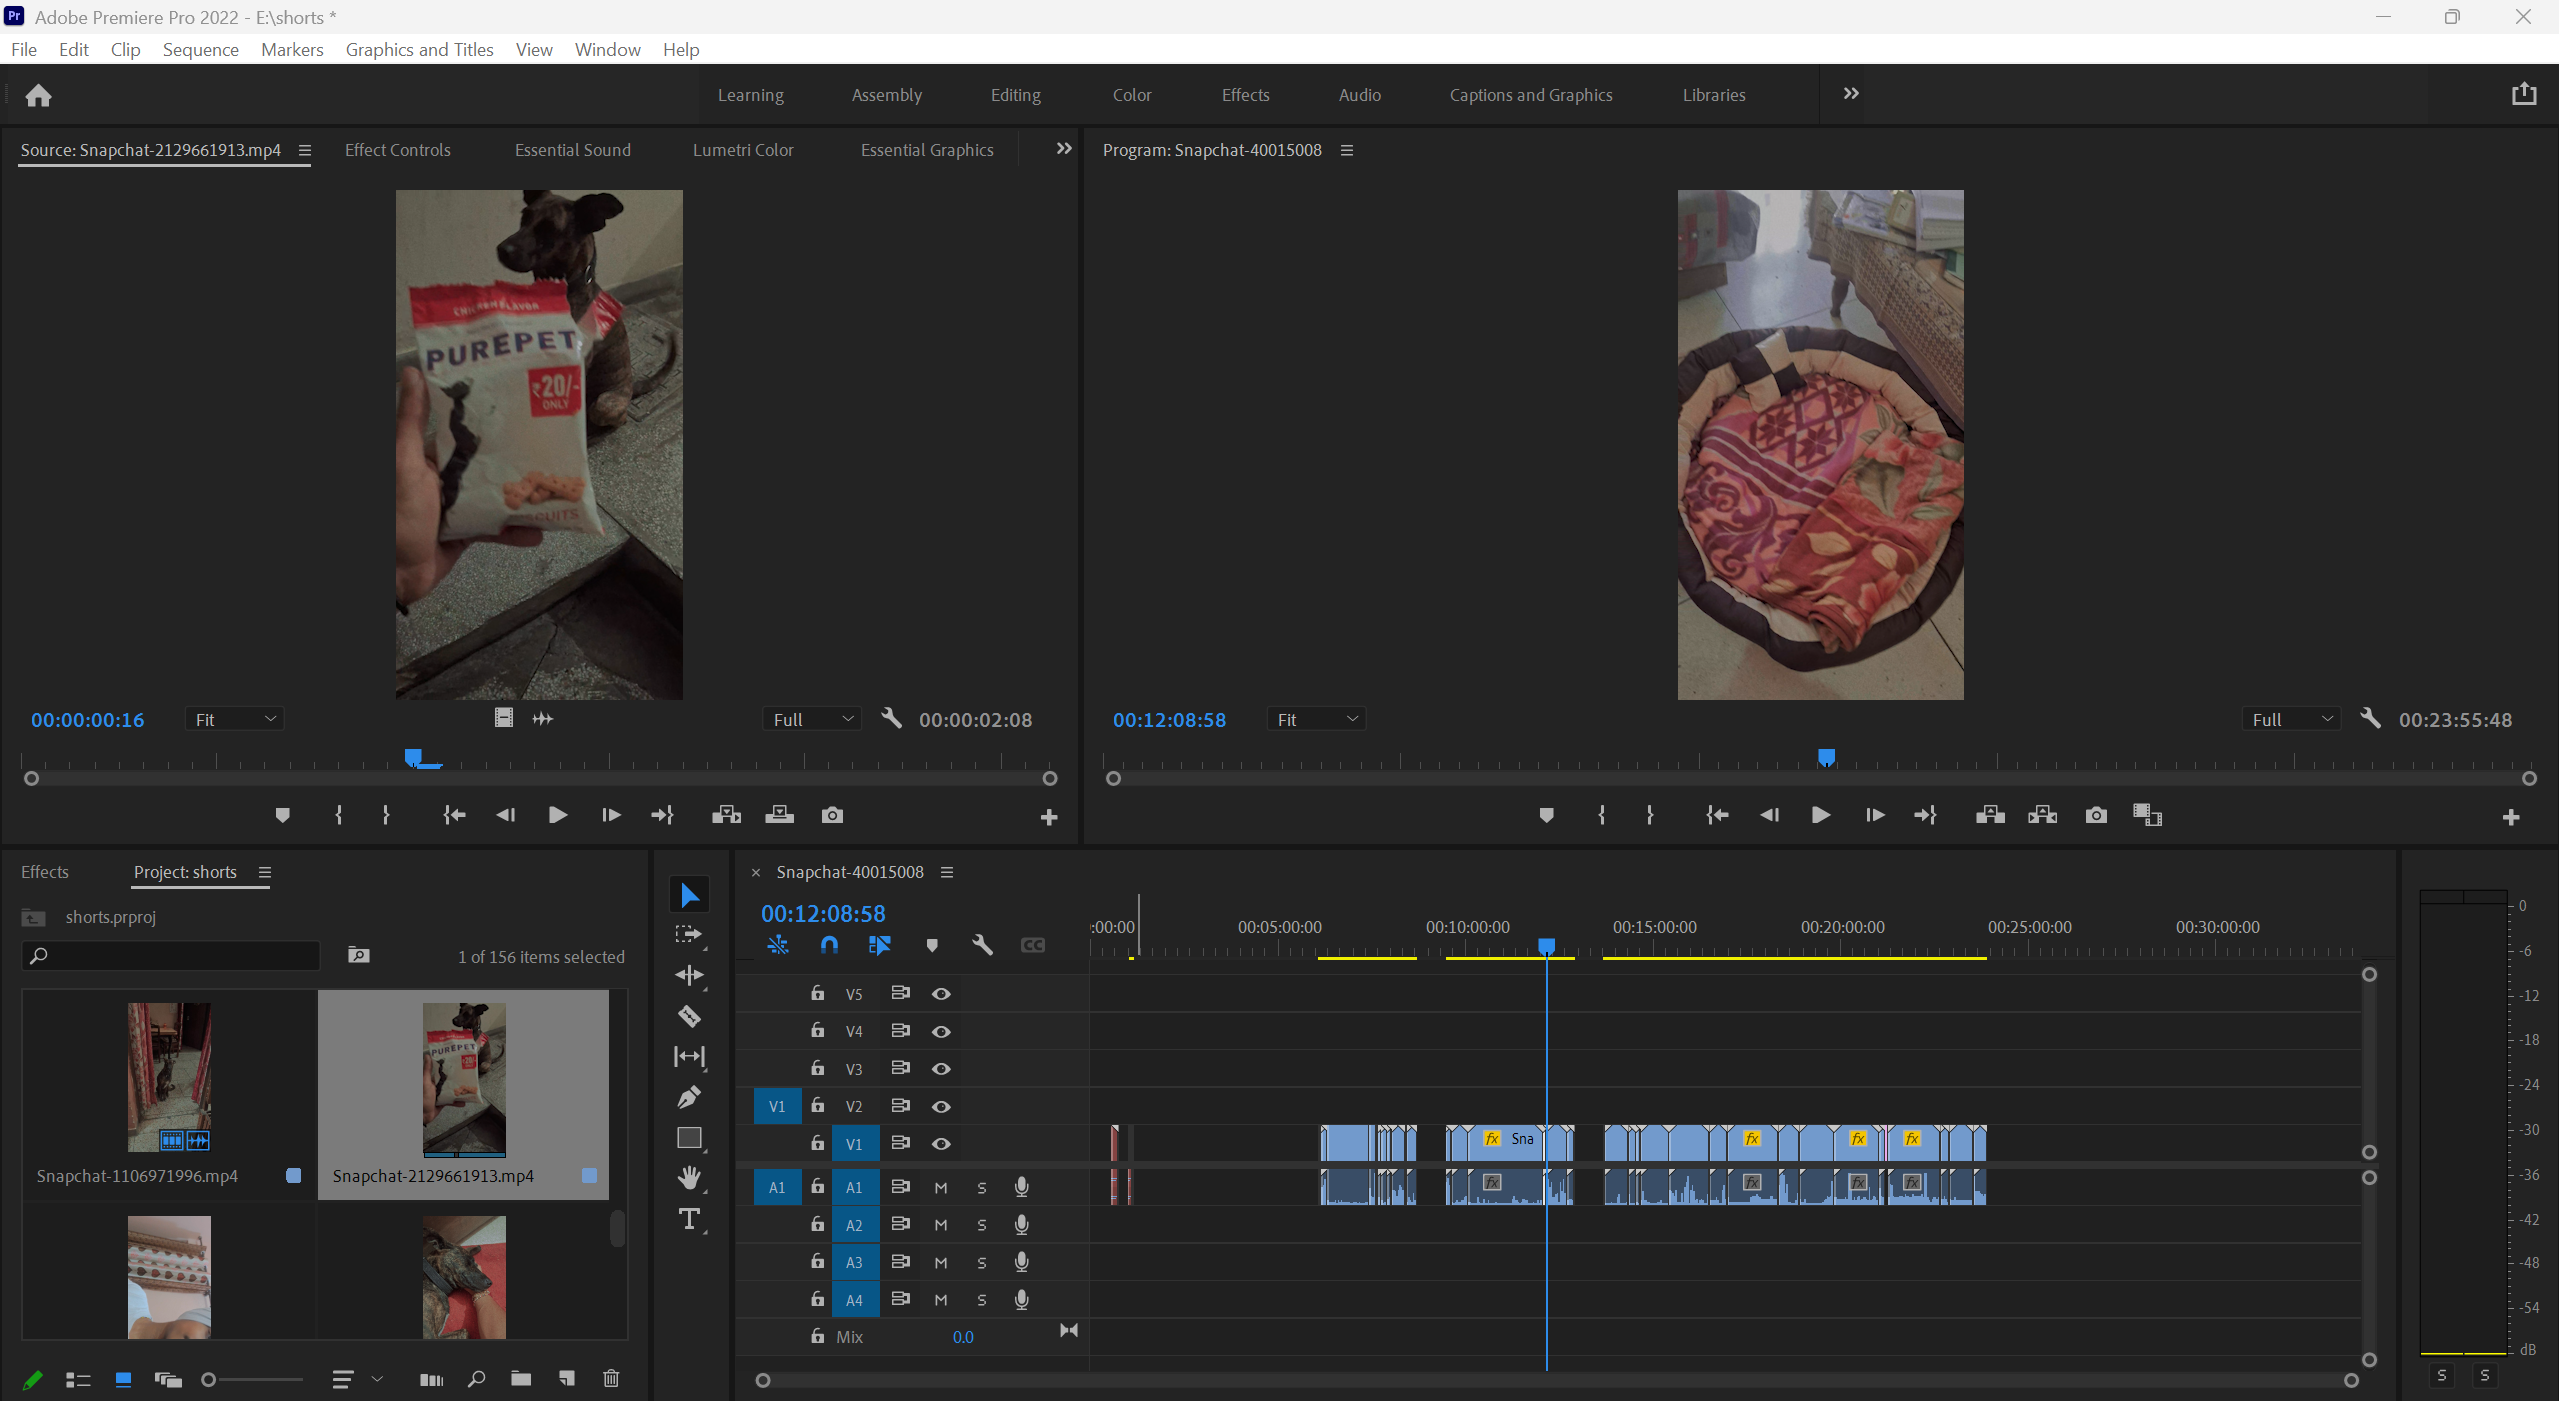 Adobe Premiere Pro 2022 - E:\shorts *
File Edit Clip Sequence Markers Graphics and Titles View Window Help
Learning Assembly Editing Color Effects Audio Captions and Graphics Libraries
Source: Snapchat-2129661913.mp4 Effect Controls Essential Sound Lumetri Color Essential Graphics
Program: Snapchat-40015008
CHICKEN FLAVOR
PUREPET
₹20/-
ONLY
BISCUITS
00:00:00:16 Fit Full 00:00:02:08
00:12:08:58 Fit Full 00:23:55:48
Effects Project: shorts
shorts.prproj
1 of 156 items selected
PUREPET
Snapchat-1106971996.mp4
Snapchat-2129661913.mp4
Snapchat-40015008
00:12:08:58
:00:00 00:05:00:00 00:10:00:00 00:15:00:00 00:20:00:00 00:25:00:00 00:30:00:00
CC
V5
V4
V3
V1 V2
V1 fx Sna fx fx fx
A1 A1 M S fx fx fx fx
A2 M S
A3 M S
A4 M S
Mix 0.0
0
-6
-12
-18
-24
-30
-36
-42
-48
-54
dB
S S